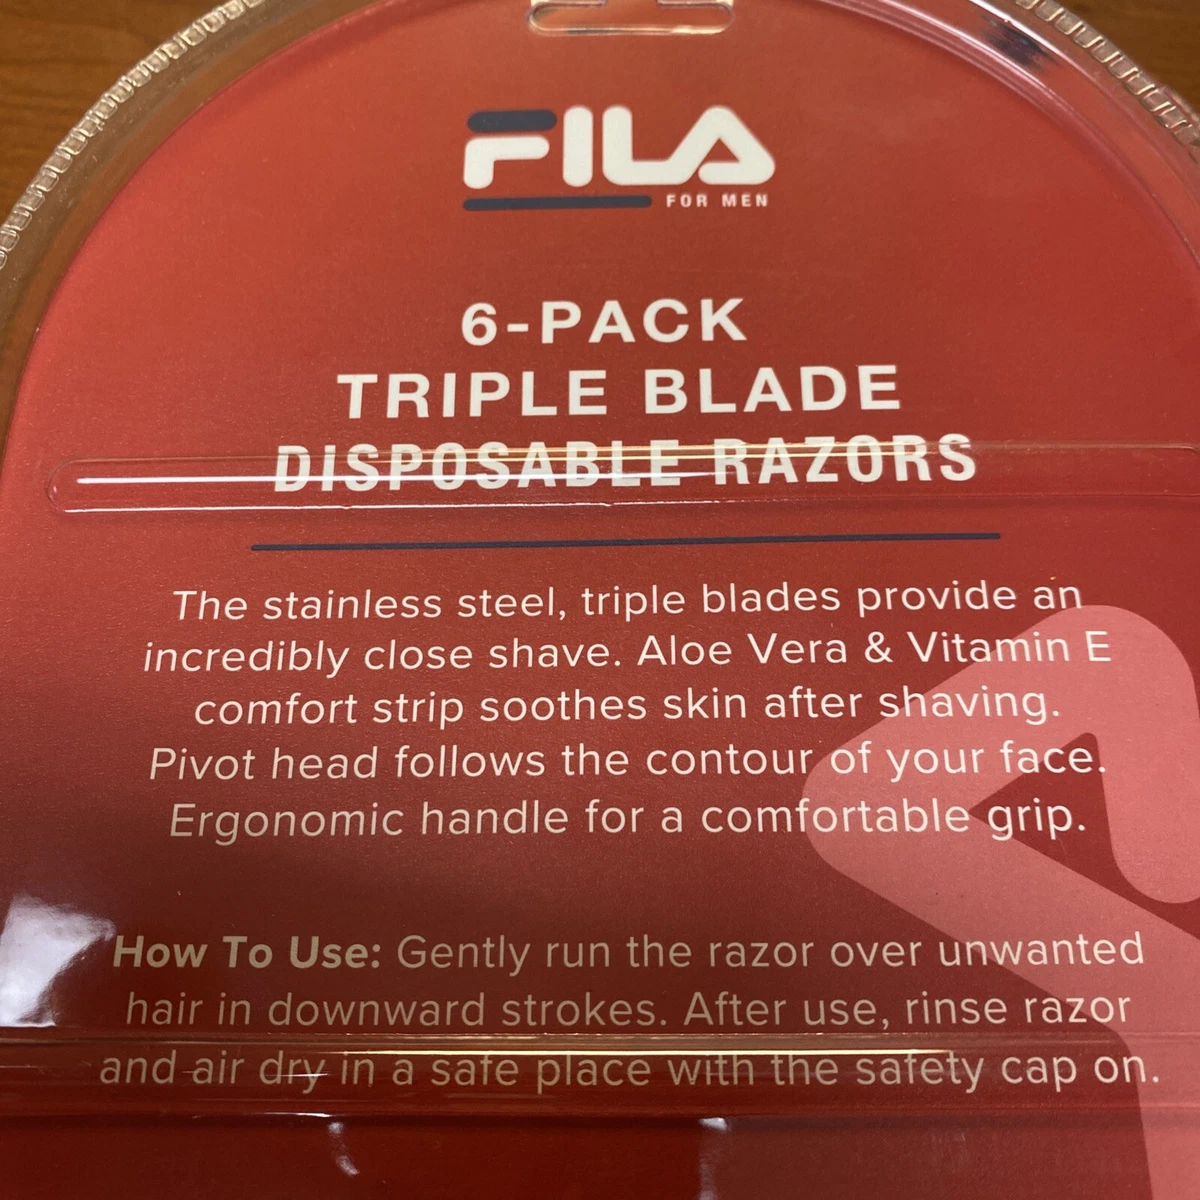 FILA
FOR MEN
6-PACK
TRIPLE BLADE
DISPOSABLE RAZORS
The stainless steel, triple blades provide an
incredibly close shave. Aloe Vera & Vitamin E
comfort strip soothes skin after shaving.
Pivot head follows the contour of your face.
Ergonomic handle for a comfortable grip.
How To Use: Gently run the razor over unwanted
hair in downward strokes. After use, rinse razor
and air dry in a safe place with the safety cap on.